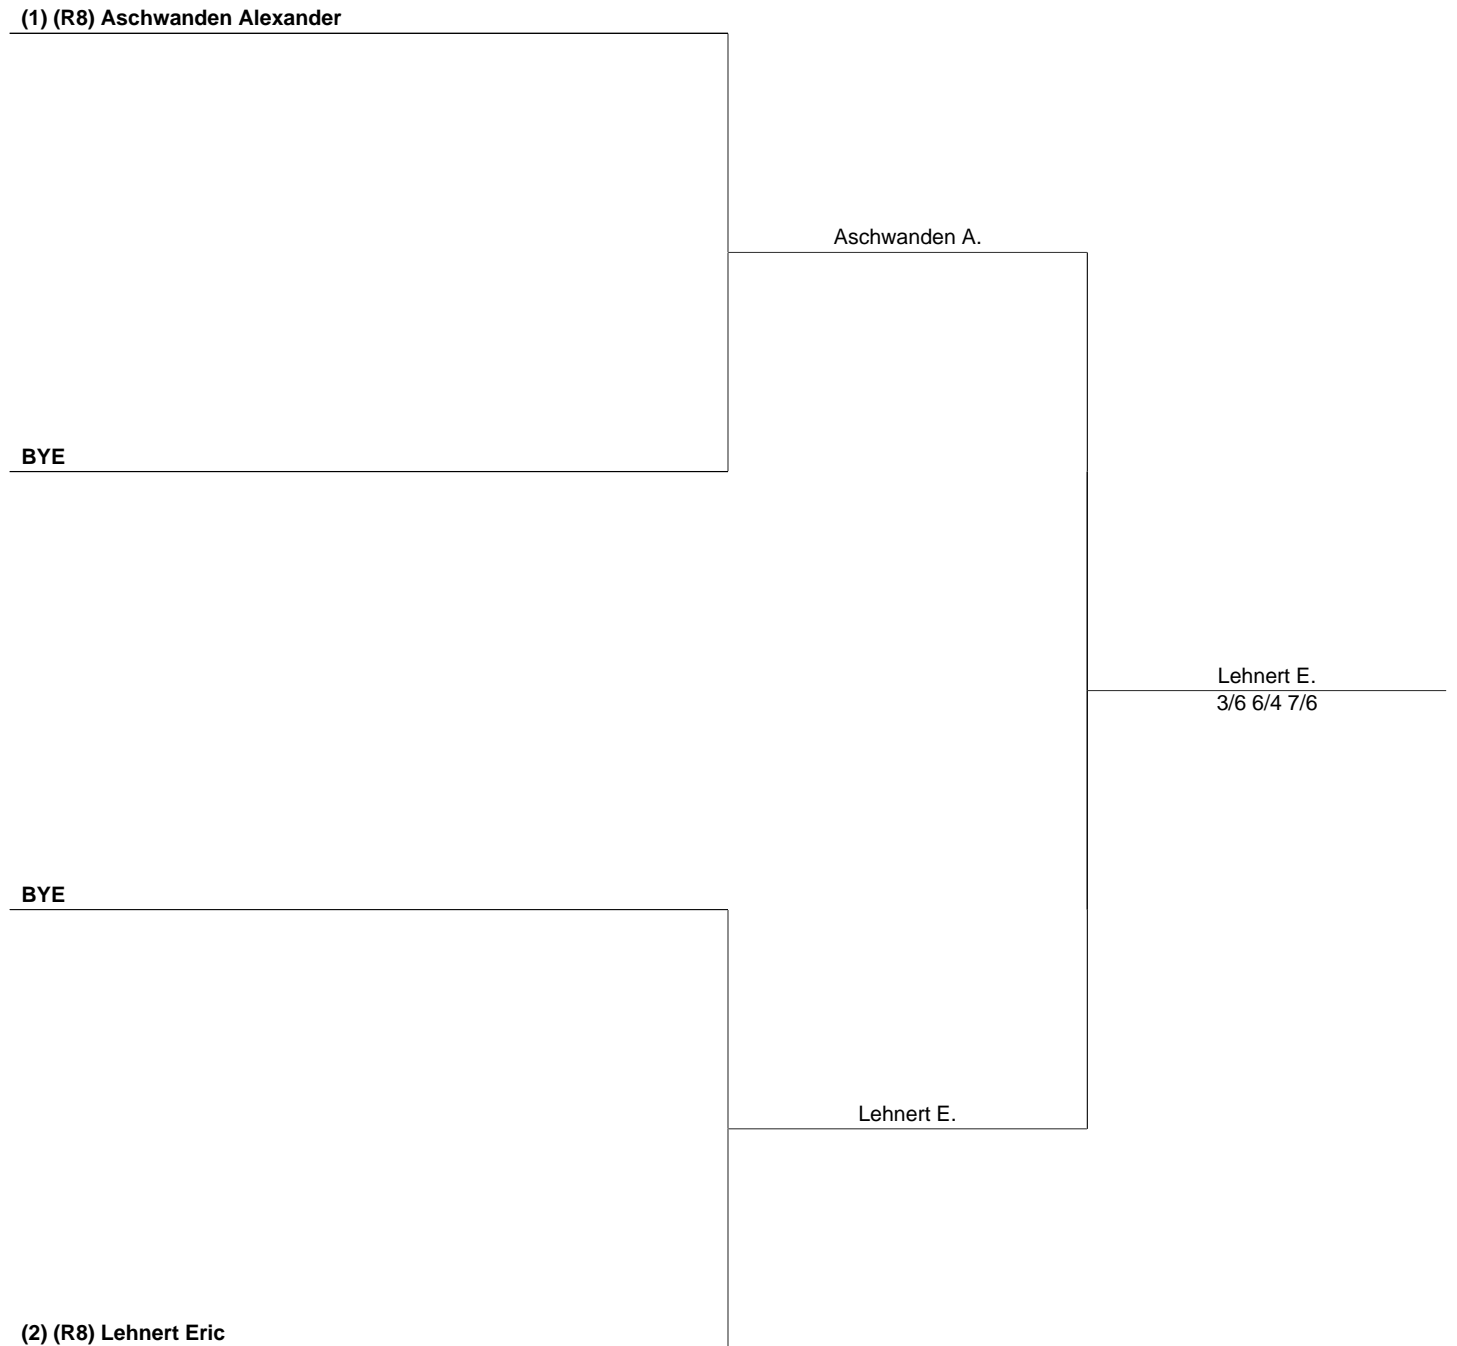 (1) (R8) Aschwanden Alexander
Aschwanden A.
BYE
Lehnert E.
3/6 6/4 7/6
BYE
Lehnert E.
(2) (R8) Lehnert Eric